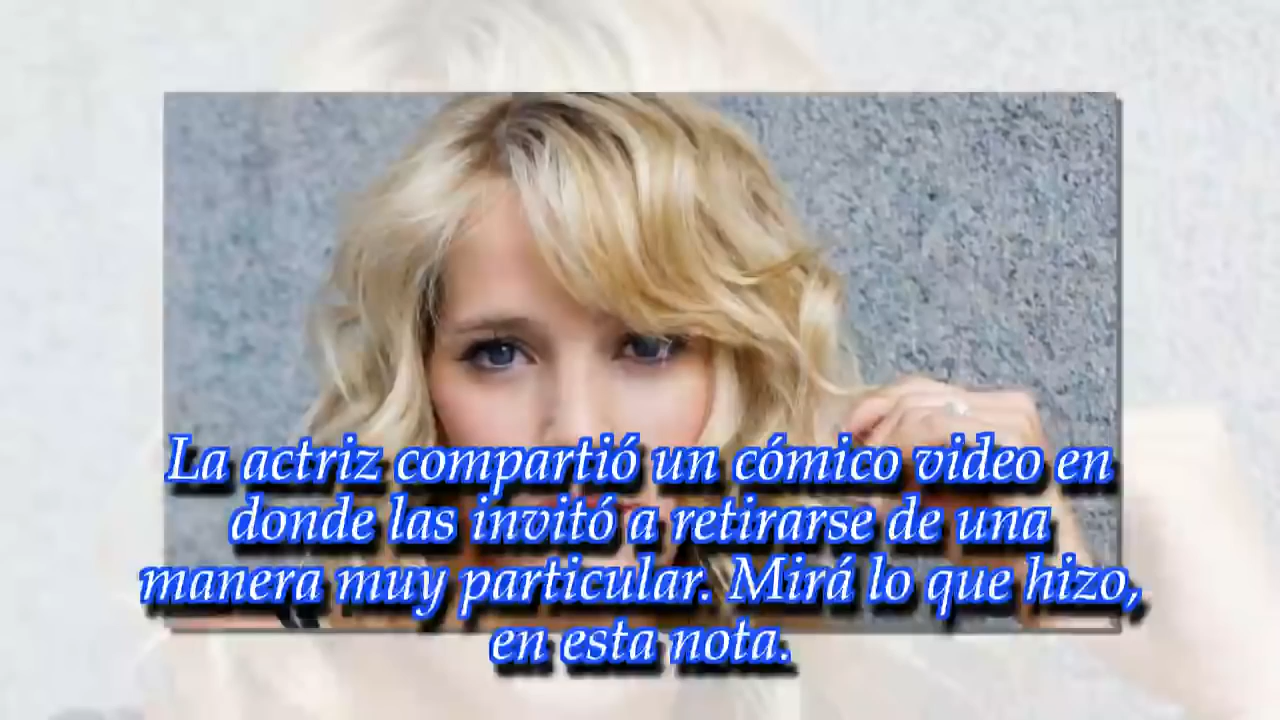 La actriz compartió un cómico video en
donde las invitó a retirarse de una
manera muy particular. Mirá lo que hizo,
en esta nota.